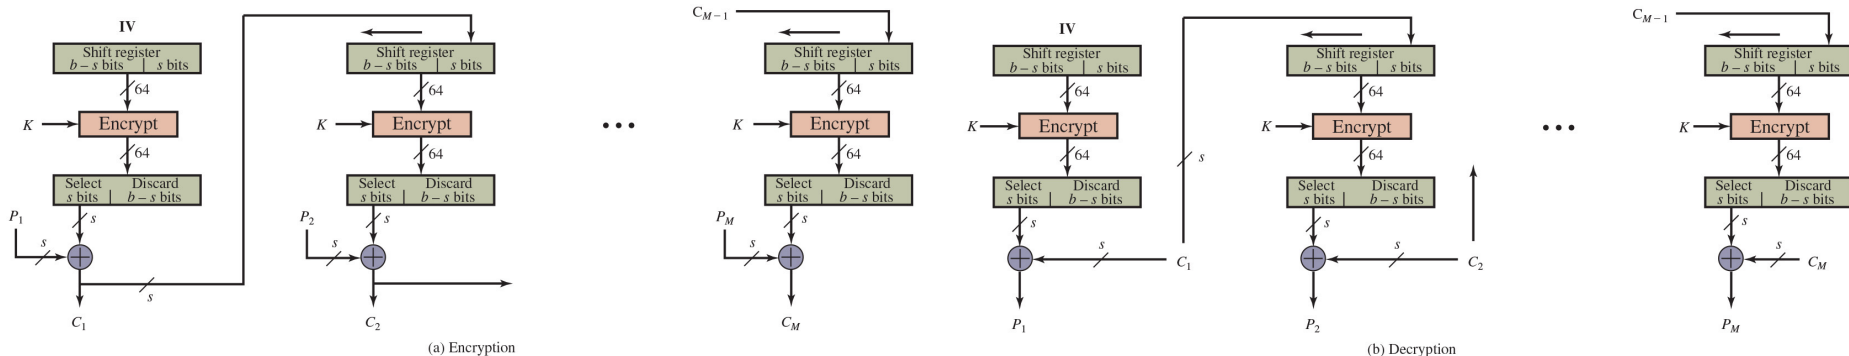 IV
Shift register
b – s bits | s bits
64
K
Encrypt
64
Select Discard
s bits | b – s bits
P1
s
s
s
C1
Shift register
b – s bits | s bits
64
K
Encrypt
64
Select Discard
s bits | b – s bits
P2
s
s
C2
• • •
CM – 1
Shift register
b – s bits | s bits
64
K
Encrypt
64
Select Discard
s bits | b – s bits
PM
s
s
CM
(a) Encryption
IV
Shift register
b – s bits | s bits
64
K
Encrypt
64
Select Discard
s bits | b – s bits
s
s
C1
s
P1
Shift register
b – s bits | s bits
64
K
Encrypt
64
Select Discard
s bits | b – s bits
s
s
C2
P2
• • •
CM – 1
Shift register
b – s bits | s bits
64
K
Encrypt
64
Select Discard
s bits | b – s bits
s
s
CM
PM
(b) Decryption